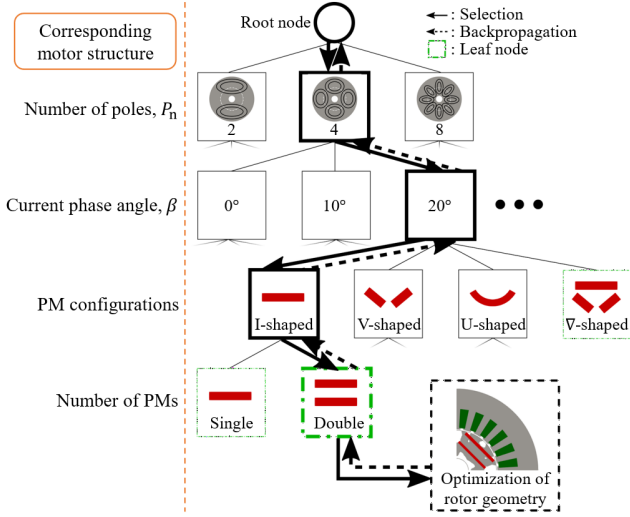 Corresponding
motor structure
Root node
: Selection
: Backpropagation
: Leaf node
Number of poles, Pn
2
4
8
Current phase angle, β
0°
10°
20°
PM configurations
I-shaped
V-shaped
U-shaped
∇-shaped
Number of PMs
Single
Double
Optimization of
rotor geometry